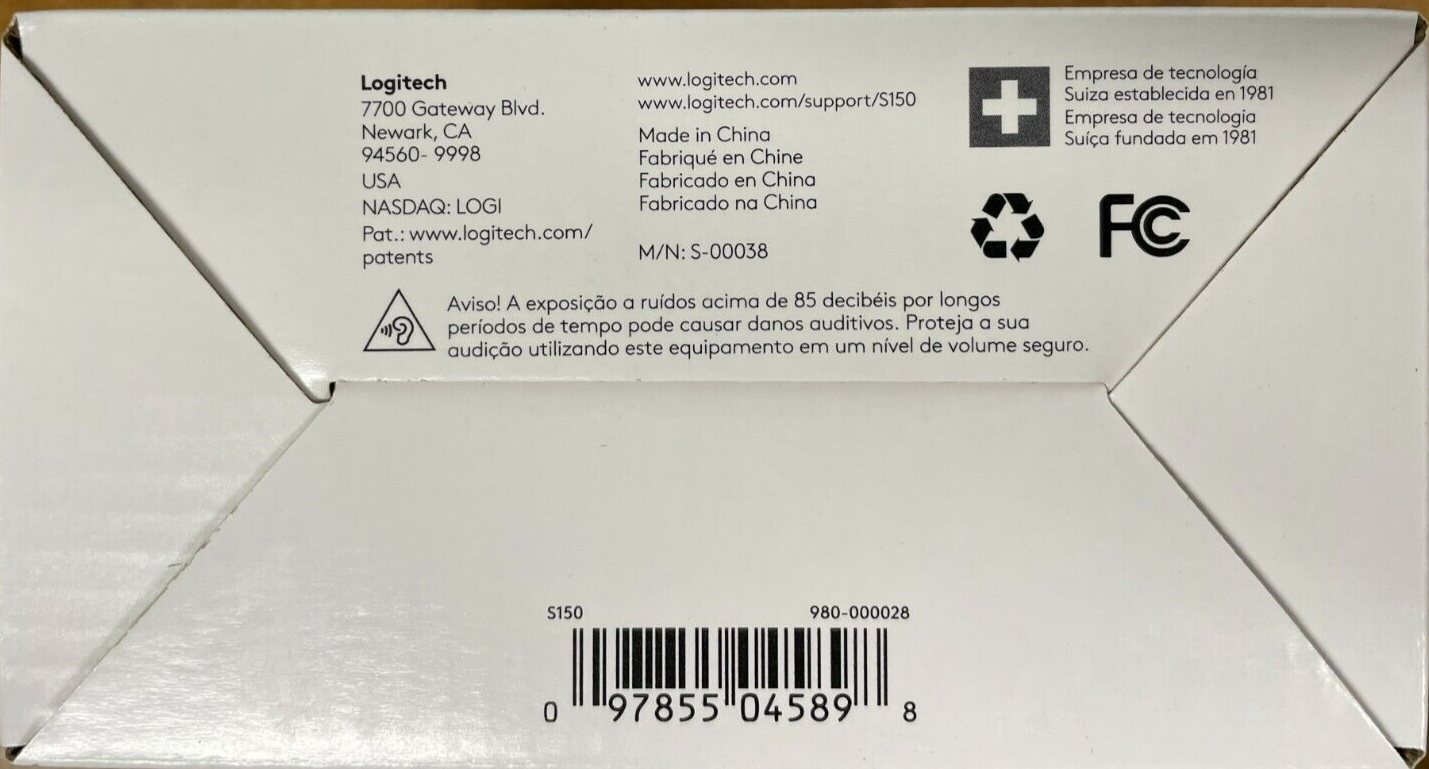 Logitech
7700 Gateway Blvd.
Newark, CA
94560- 9998
USA
NASDAQ: LOGI
Pat.: www.logitech.com/
patents
www.logitech.com
www.logitech.com/support/S150
Made in China
Fabriqué en Chine
Fabricado en China
Fabricado na China
M/N: S-00038
Empresa de tecnología
Suiza establecida en 1981
Empresa de tecnologia
Suíça fundada em 1981
FC
Aviso! A exposição a ruídos acima de 85 decibéis por longos
períodos de tempo pode causar danos auditivos. Proteja a sua
audição utilizando este equipamento em um nível de volume seguro.
S150 980-000028
0 97855 04589 8